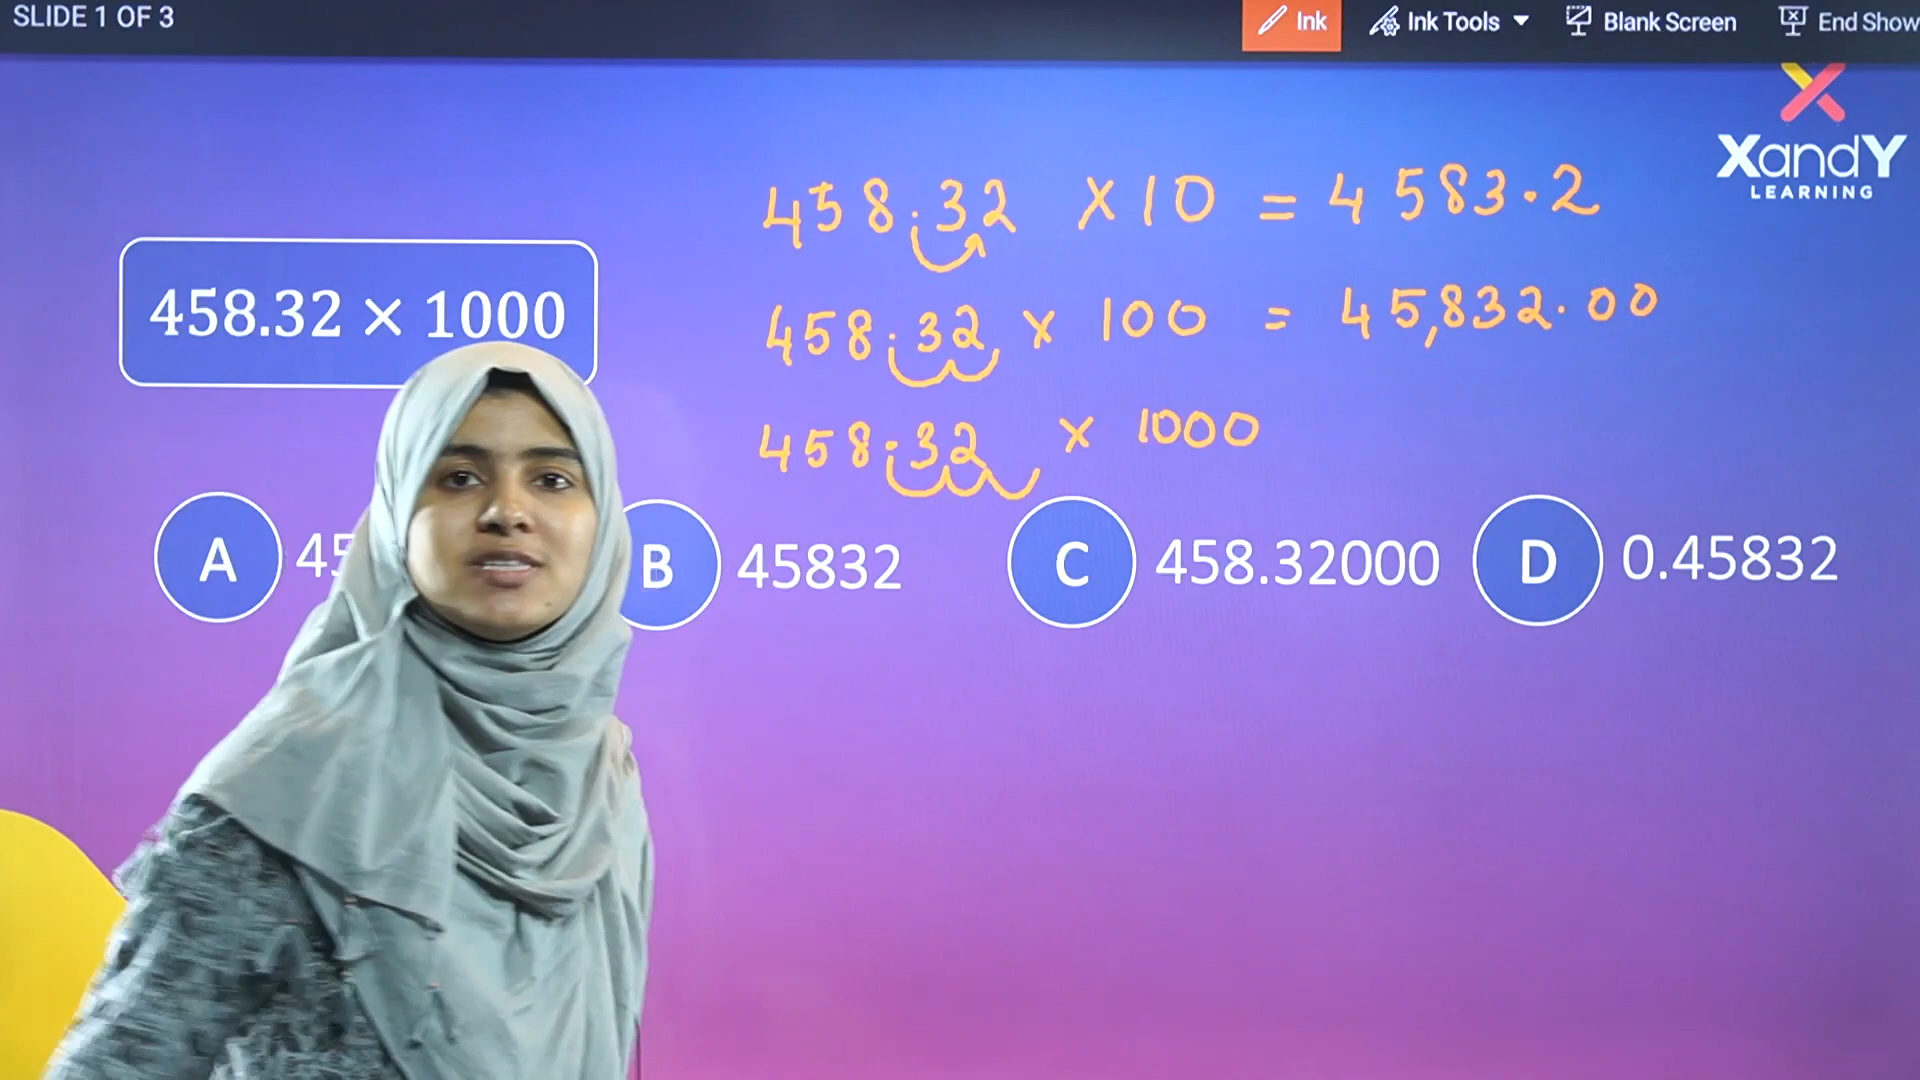 SLIDE 1 OF 3
Ink
Ink Tools
Blank Screen
End Show
XandY
LEARNING
458.32 × 10 = 4583.2
458.32 × 1000
458.32 × 100 = 45,832.00
458.32 × 1000
A
B 45832
C 458.32000
D 0.45832